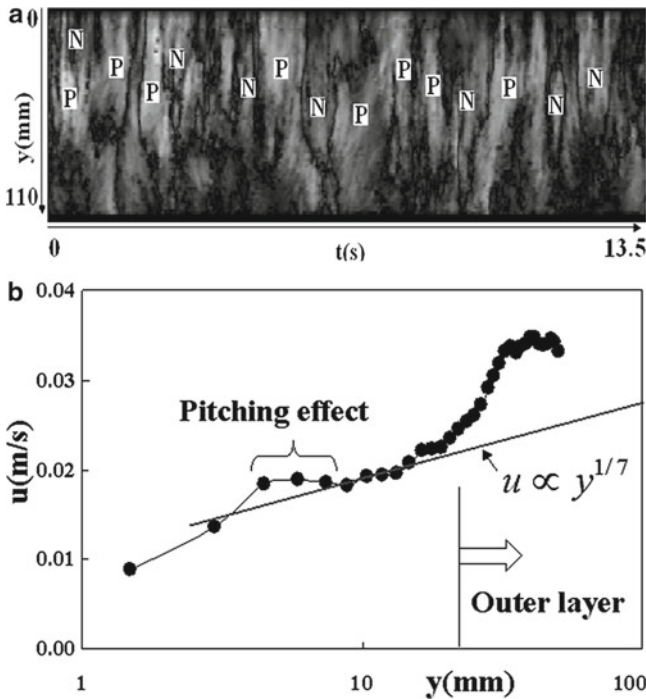 a
0
y(mm)
110
N
P
P
P
N
N
P
N
P
P
P
N
P
N
N
0
t(s)
13.5
b
0.04
0.03
0.02
0.01
0.00
u(m/s)
Pitching effect
u ∝ y^{1/7}
Outer layer
1
10
y(mm)
100